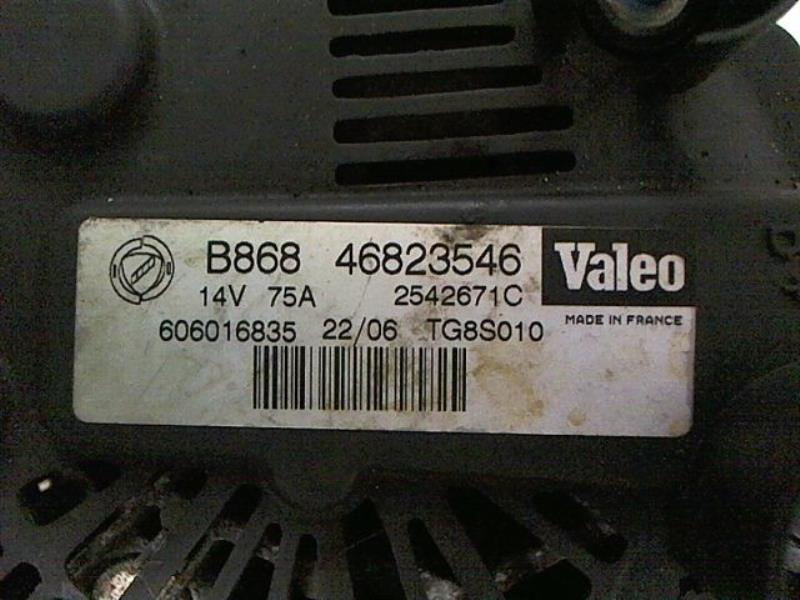 B868 46823546 Valeo
14V 75A 2542671C
MADE IN FRANCE
606016835 22/06 TG8S010